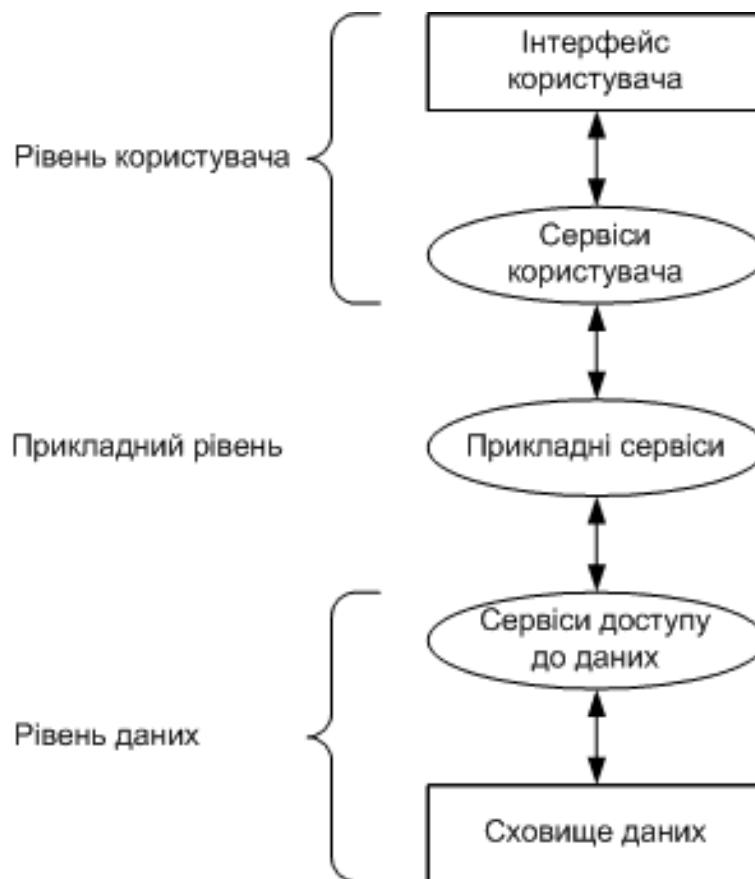 Інтерфейс
користувача
Рівень користувача
Сервіси
користувача
Прикладний рівень
Прикладні сервіси
Сервіси доступу
до даних
Рівень даних
Сховище даних